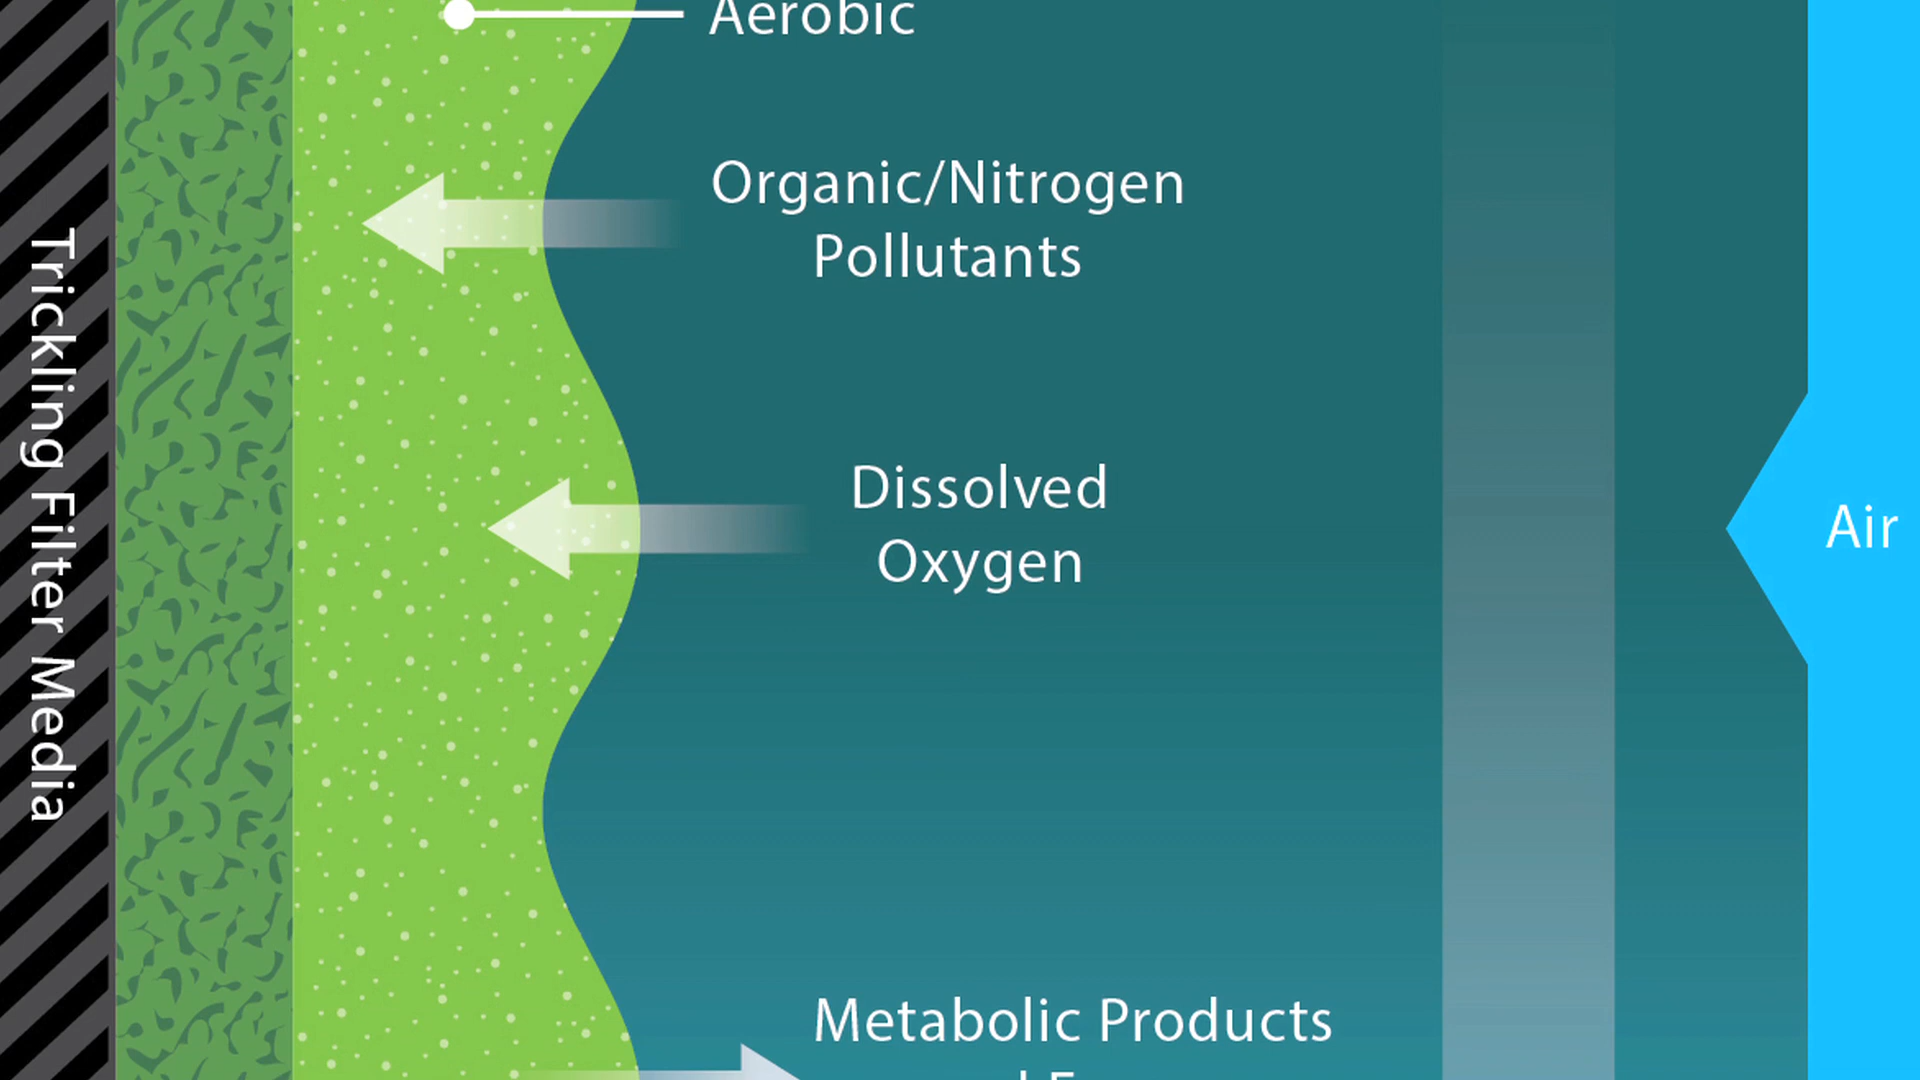 Aerobic
Organic/Nitrogen
Pollutants
Dissolved
Oxygen
Air
Trickling Filter Media
Metabolic Products